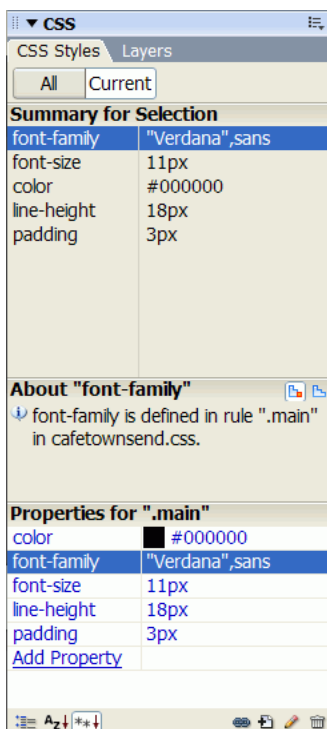 CSS
CSS Styles Layers
All Current
Summary for Selection
font-family "Verdana",sans
font-size 11px
color #000000
line-height 18px
padding 3px
About "font-family"
font-family is defined in rule ".main"
in cafetownsend.css.
Properties for ".main"
color #000000
font-family "Verdana",sans
font-size 11px
line-height 18px
padding 3px
Add Property
Az↓ **↓